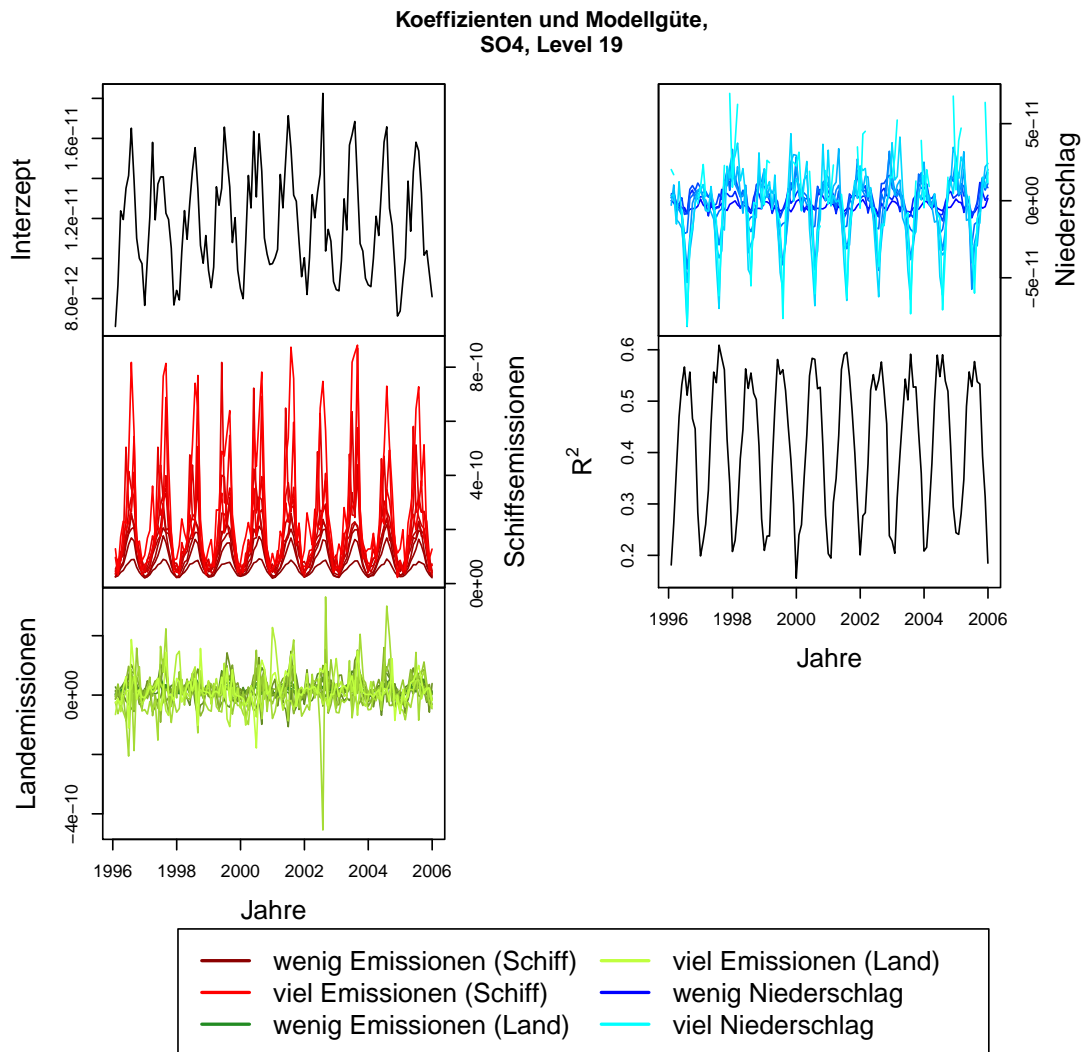 Koeffizienten und Modellgüte,
SO4, Level 19
Interzept
8.0e−12 1.2e−11 1.6e−11
Schiffsemissionen
0e+00 4e−10 8e−10
Landemissionen
−4e−10 0e+00
1996 1998 2000 2002 2004 2006
Jahre
Niederschlag
−5e−11 0e+00 5e−11
R²
0.2 0.3 0.4 0.5 0.6
1996 1998 2000 2002 2004 2006
Jahre
wenig Emissionen (Schiff)
viel Emissionen (Schiff)
wenig Emissionen (Land)
viel Emissionen (Land)
wenig Niederschlag
viel Niederschlag